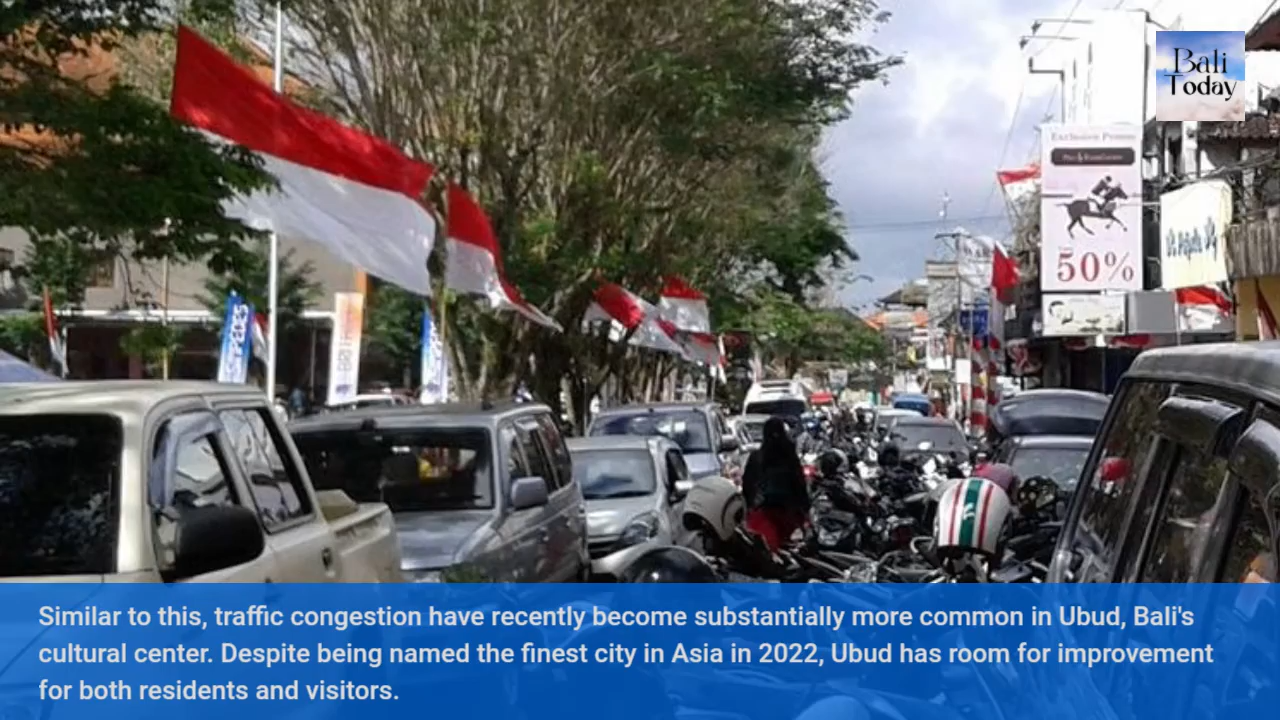 Bali
Today
Exclusive Promo
50%
Similar to this, traffic congestion have recently become substantially more common in Ubud, Bali's
cultural center. Despite being named the finest city in Asia in 2022, Ubud has room for improvement
for both residents and visitors.